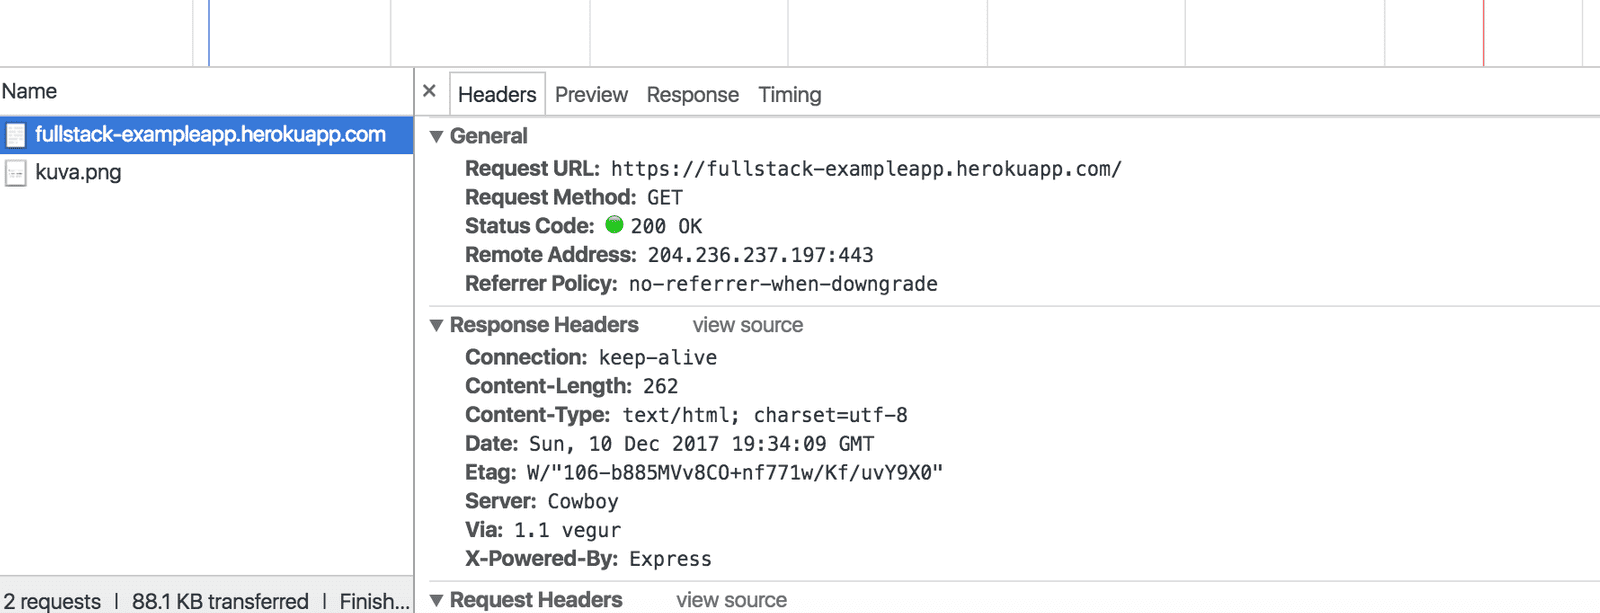 Name
fullstack-exampleapp.herokuapp.com
kuva.png
2 requests | 88.1 KB transferred | Finish...
× Headers Preview Response Timing
▼ General
Request URL: https://fullstack-exampleapp.herokuapp.com/
Request Method: GET
Status Code: 200 OK
Remote Address: 204.236.237.197:443
Referrer Policy: no-referrer-when-downgrade
▼ Response Headers view source
Connection: keep-alive
Content-Length: 262
Content-Type: text/html; charset=utf-8
Date: Sun, 10 Dec 2017 19:34:09 GMT
Etag: W/"106-b885MVv8CO+nf771w/Kf/uvY9X0"
Server: Cowboy
Via: 1.1 vegur
X-Powered-By: Express
▼ Request Headers view source